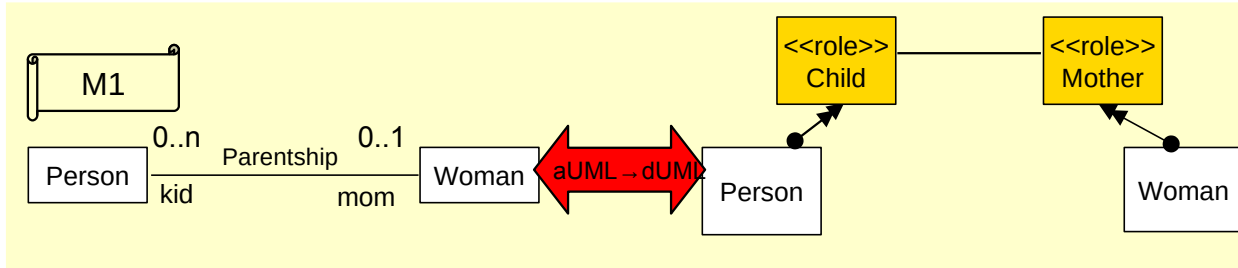 M1
0..n
0..1
Parentship
Person
Woman
kid
mom
aUML→dUML
<<role>>
Child
<<role>>
Mother
Person
Woman